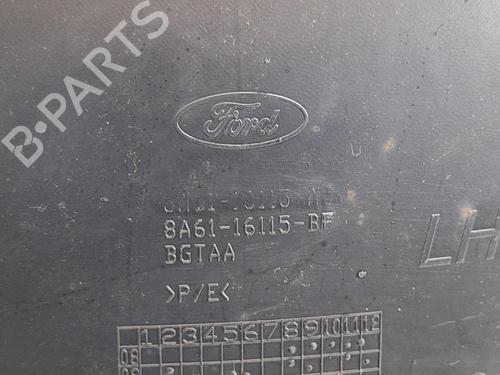 B-PARTS
Ford
8A61-16115-BF
BGTAA
LH
>P/E<
1 2 3 4 5 6 7 8 9 10 11 12
08